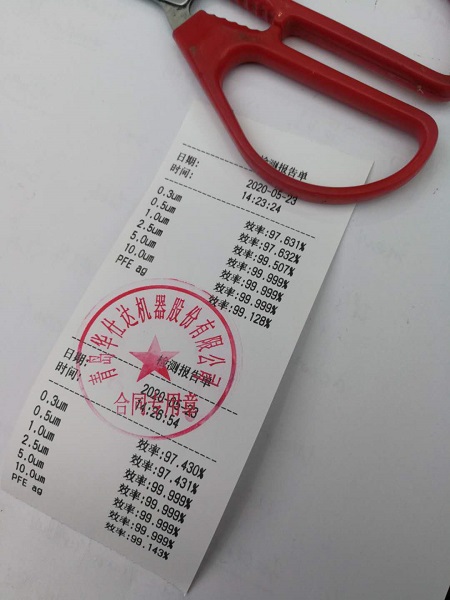 检测报告单
日期: 2020-05-23
时间: 14:23:24
0.3um 效率:97.631%
0.5um 效率:97.632%
1.0um 效率:99.507%
2.5um 效率:99.999%
5.0um 效率:99.999%
10.0um 效率:99.999%
PFE ag 效率:99.128%
青岛华仕达机器股份有限公司
合同专用章
检测报告单
日期: 2020-05-23
时间: 14:26:54
0.3um 效率:97.430%
0.5um 效率:97.431%
1.0um 效率:99.999%
2.5um 效率:99.999%
5.0um 效率:99.999%
10.0um 效率:99.999%
PFE ag 效率:99.143%